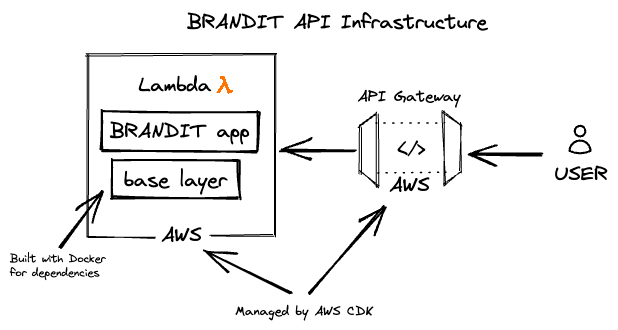 BRANDIT API Infrastructure
Lambda λ
BRANDIT app
base layer
AWS
API Gateway
</>
AWS
USER
Built with Docker
for dependencies
Managed by AWS CDK